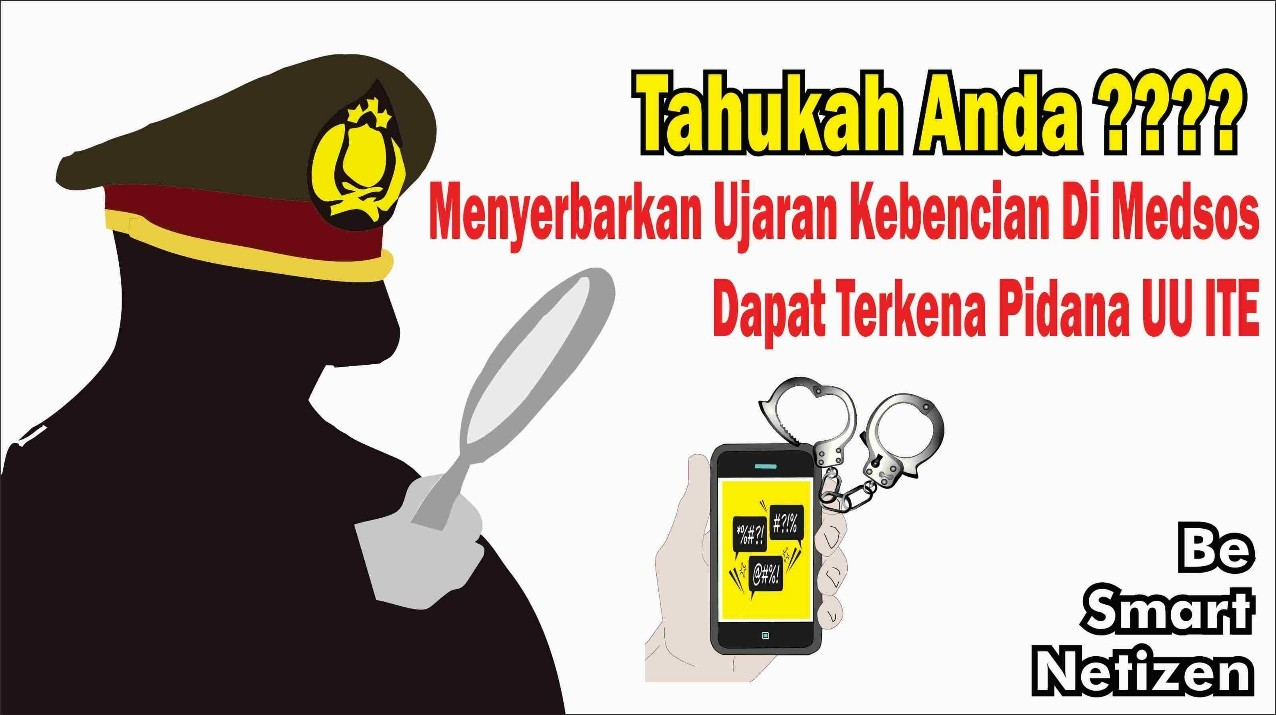 Tahukah Anda ????
Menyerbarkan Ujaran Kebencian Di Medsos
Dapat Terkena Pidana UU ITE
*%#?!
#?!%
@#%!
Be
Smart
Netizen